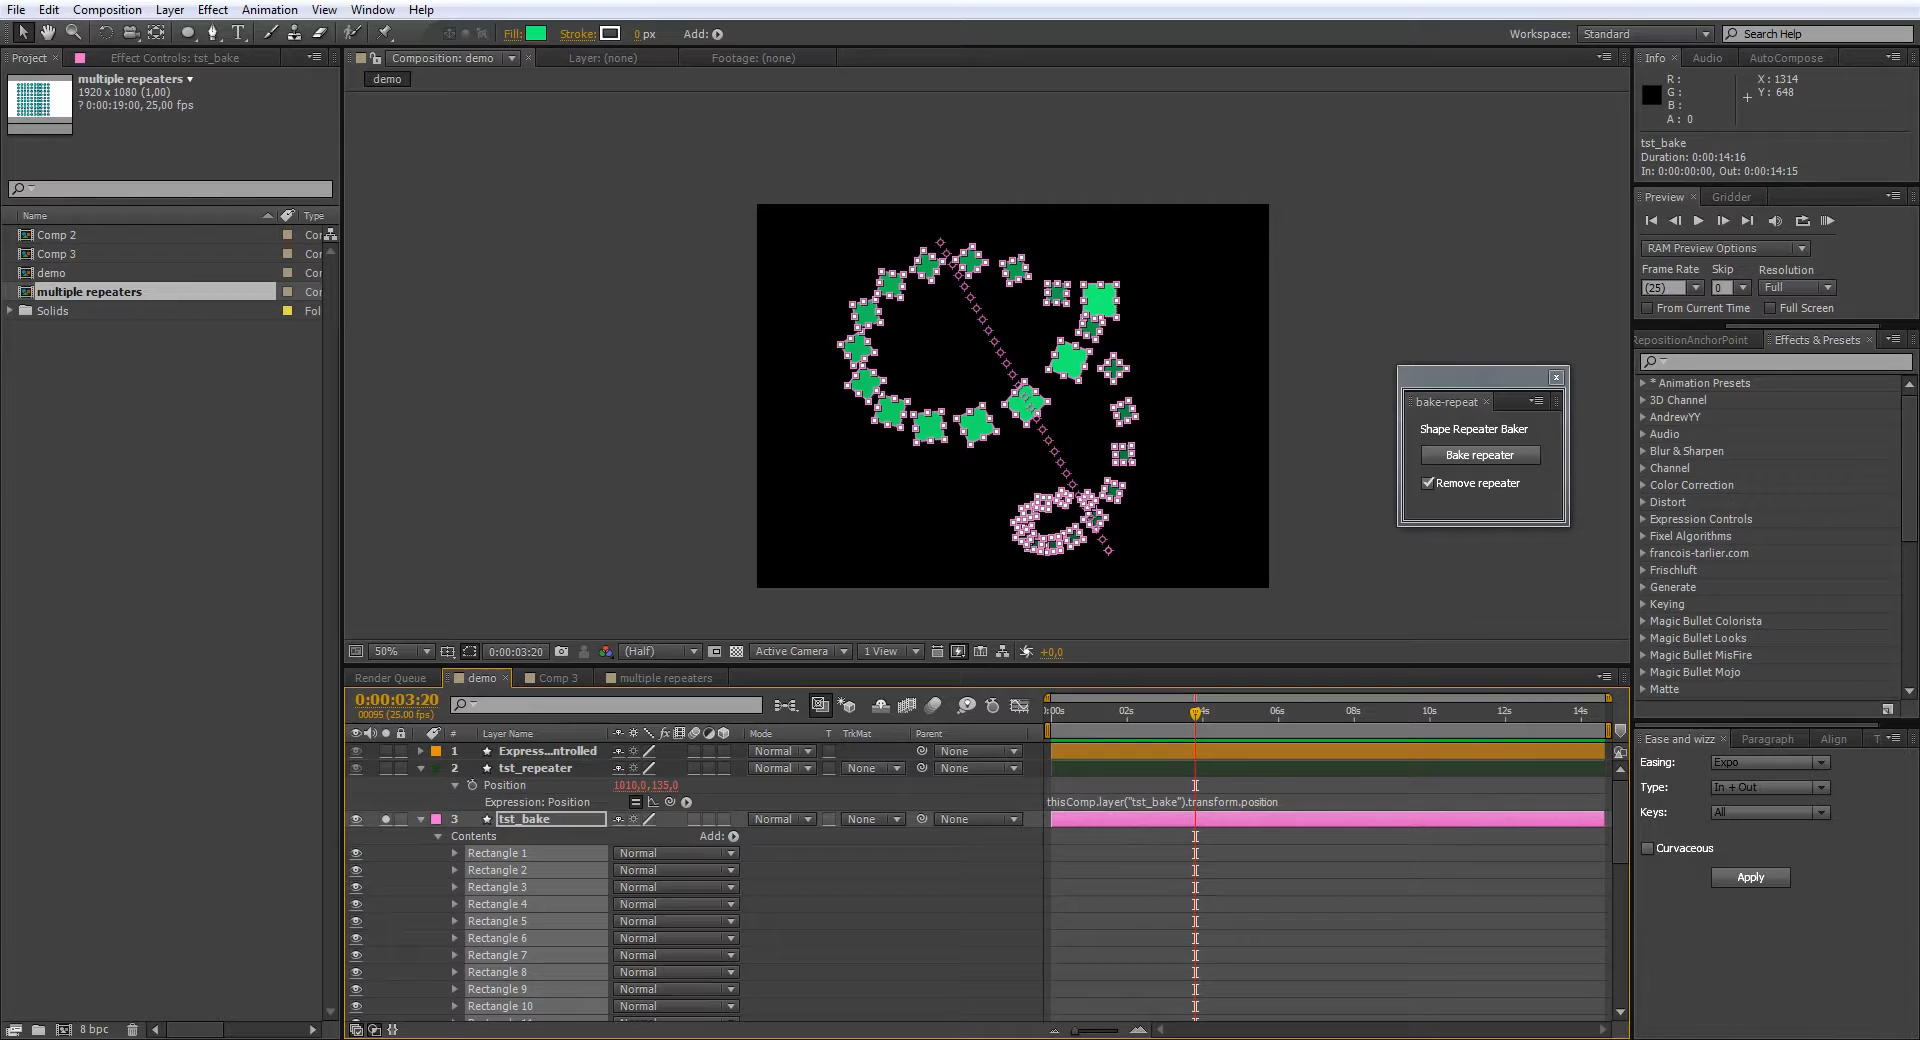 File Edit Composition Layer Effect Animation View Window Help
Fill: Stroke: 0 px Add: Workspace: Standard Search Help
Project Effect Controls: tst_bake
multiple repeaters
1920 x 1080 (1,00)
? 0:00:19:00, 25,00 fps
Name Type
Comp 2 Cor
Comp 3 Cor
demo Cor
multiple repeaters Cor
Solids Fol
8 bpc
Composition: demo Layer: (none) Footage: (none)
demo
50% 0:00:03:20 (Half) Active Camera 1 View +0,0
bake-repeat
Shape Repeater Baker
Bake repeater
Remove repeater
Info Audio AutoCompose
R: X: 1314
G: Y: 648
B:
A: 0
tst_bake
Duration: 0:00:14:16
In: 0:00:00:00, Out: 0:00:14:15
Preview Gridder
RAM Preview Options
Frame Rate Skip Resolution
(25) 0 Full
From Current Time Full Screen
RepositionAnchorPoint Effects & Presets
* Animation Presets
3D Channel
AndrewYY
Audio
Blur & Sharpen
Channel
Color Correction
Distort
Expression Controls
Fixel Algorithms
francois-tarlier.com
Frischluft
Generate
Keying
Magic Bullet Colorista
Magic Bullet Looks
Magic Bullet MisFire
Magic Bullet Mojo
Matte
Ease and wizz Paragraph Align T
Easing: Expo
Type: In + Out
Keys: All
Curvaceous
Apply
Render Queue demo Comp 3 multiple repeaters
0:00:03:20
00095 (25.00 fps)
):00s 02s 04s 06s 08s 10s 12s 14s
# Layer Name Mode T TrkMat Parent
1 Express...ntrolled Normal None
2 tst_repeater Normal None None
Position 1010,0,135,0
Expression: Position thisComp.layer("tst_bake").transform.position
3 tst_bake Normal None None
Contents Add:
Rectangle 1 Normal
Rectangle 2 Normal
Rectangle 3 Normal
Rectangle 4 Normal
Rectangle 5 Normal
Rectangle 6 Normal
Rectangle 7 Normal
Rectangle 8 Normal
Rectangle 9 Normal
Rectangle 10 Normal